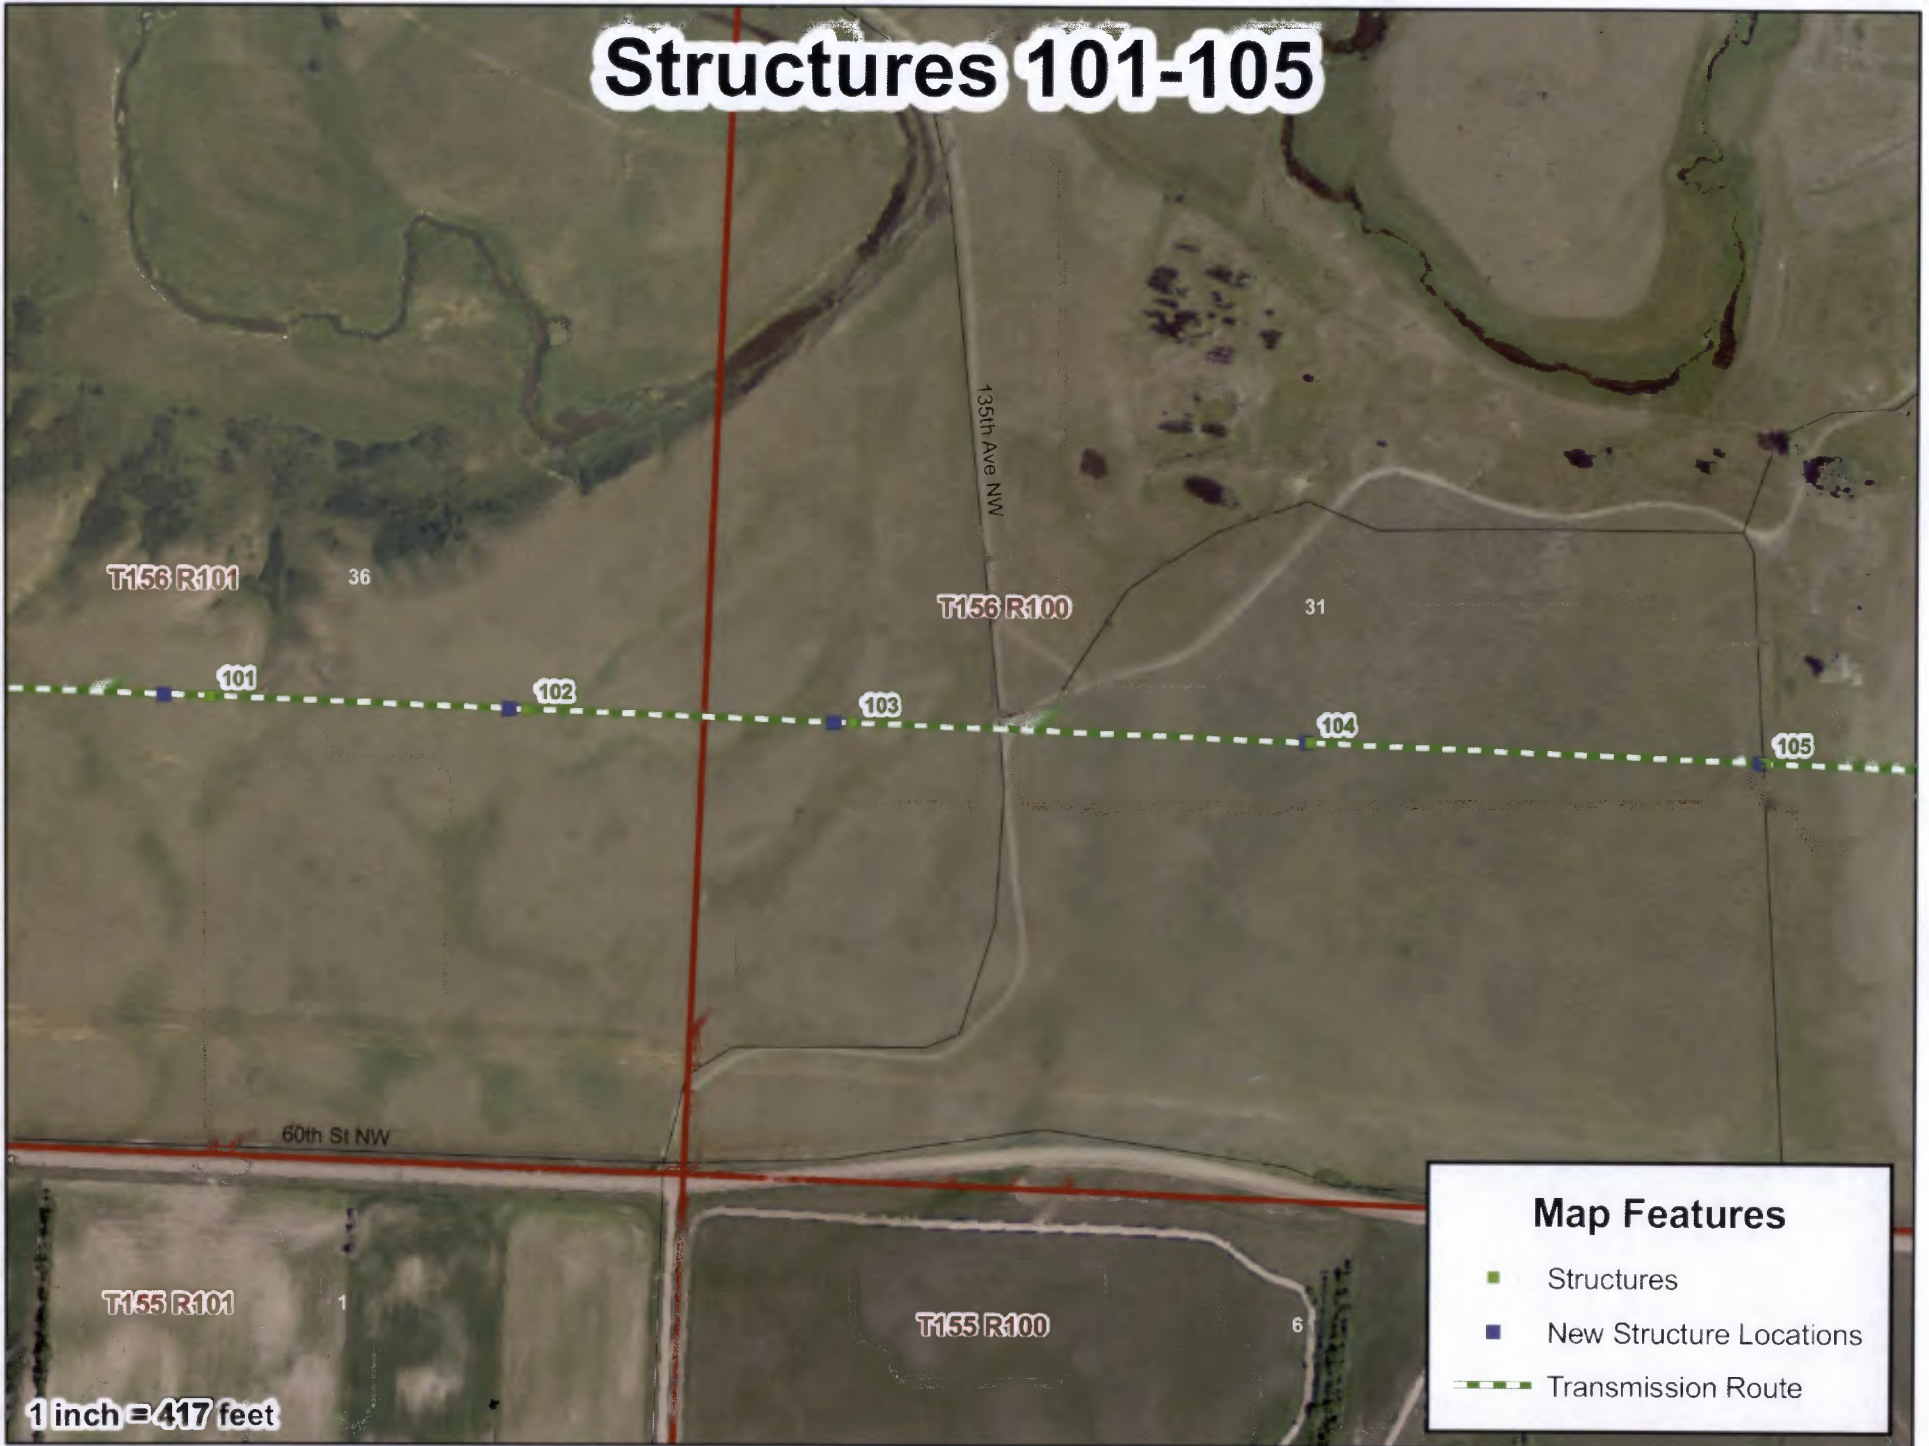 Structures 101-105
135th Ave NW
T156 R101
36
T156 R100
31
101
102
103
104
105
60th St NW
T155 R101
1
T155 R100
6
1 inch = 417 feet
Map Features
Structures
New Structure Locations
Transmission Route